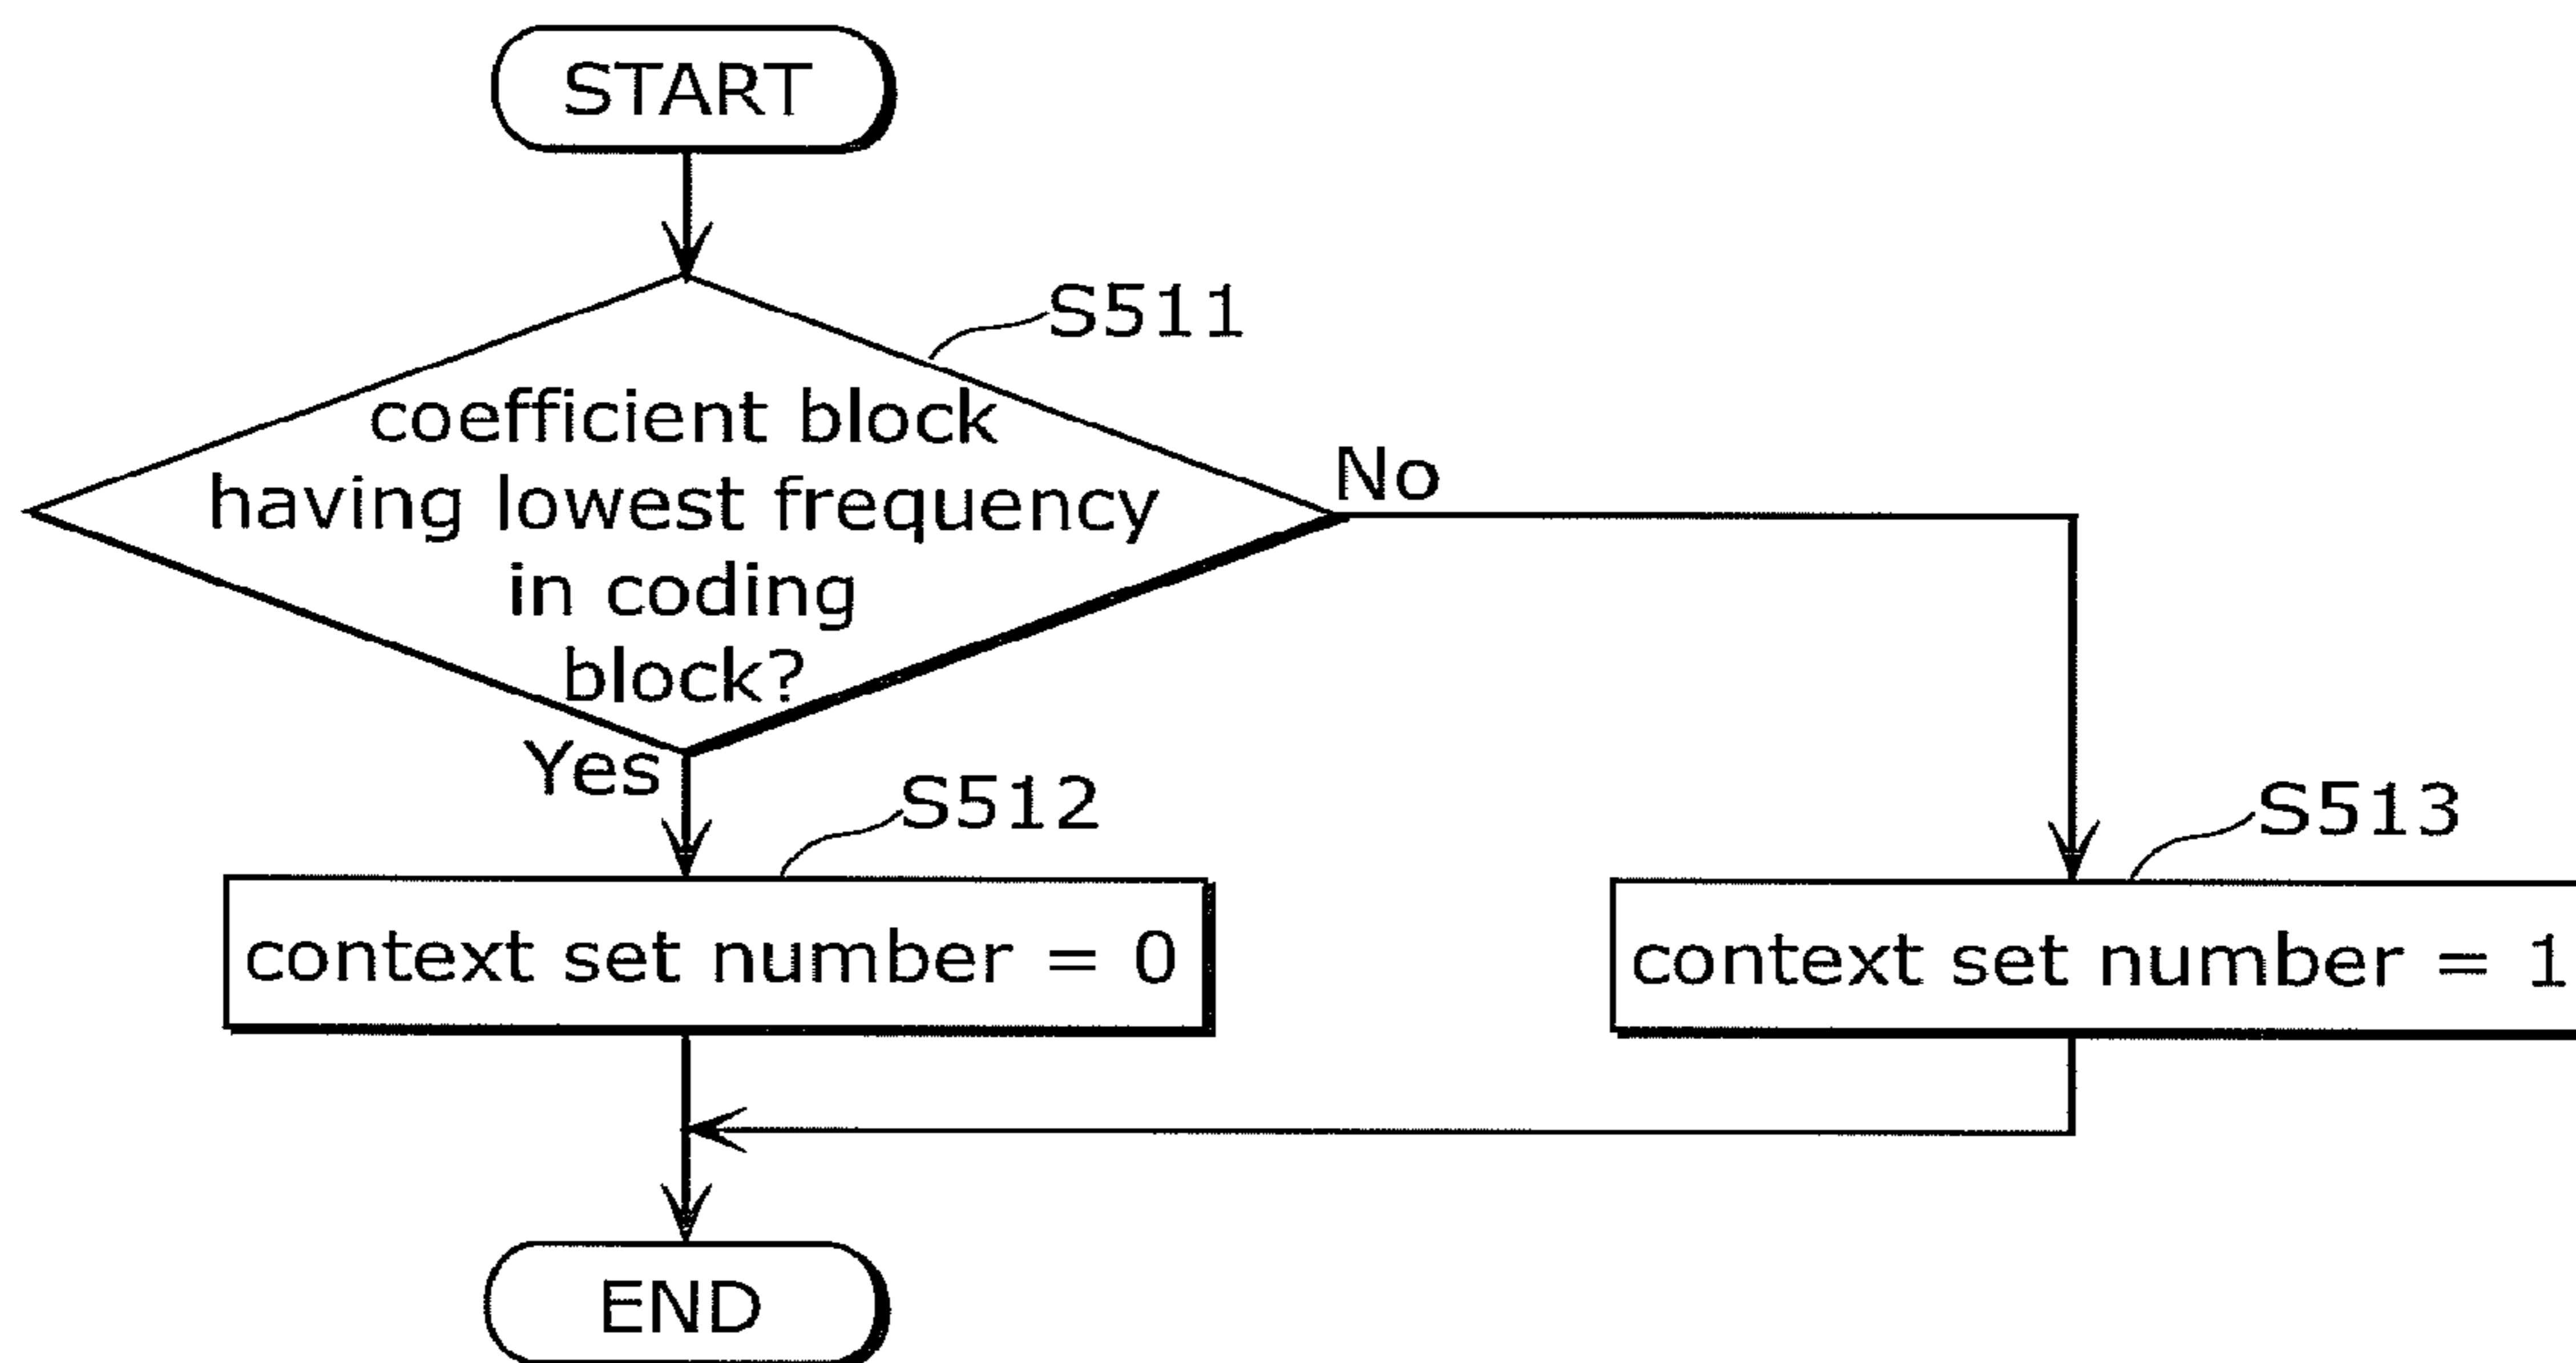 START
S511
coefficient block
having lowest frequency
in coding
block?
No
Yes
S512
S513
context set number = 0
context set number = 1
END